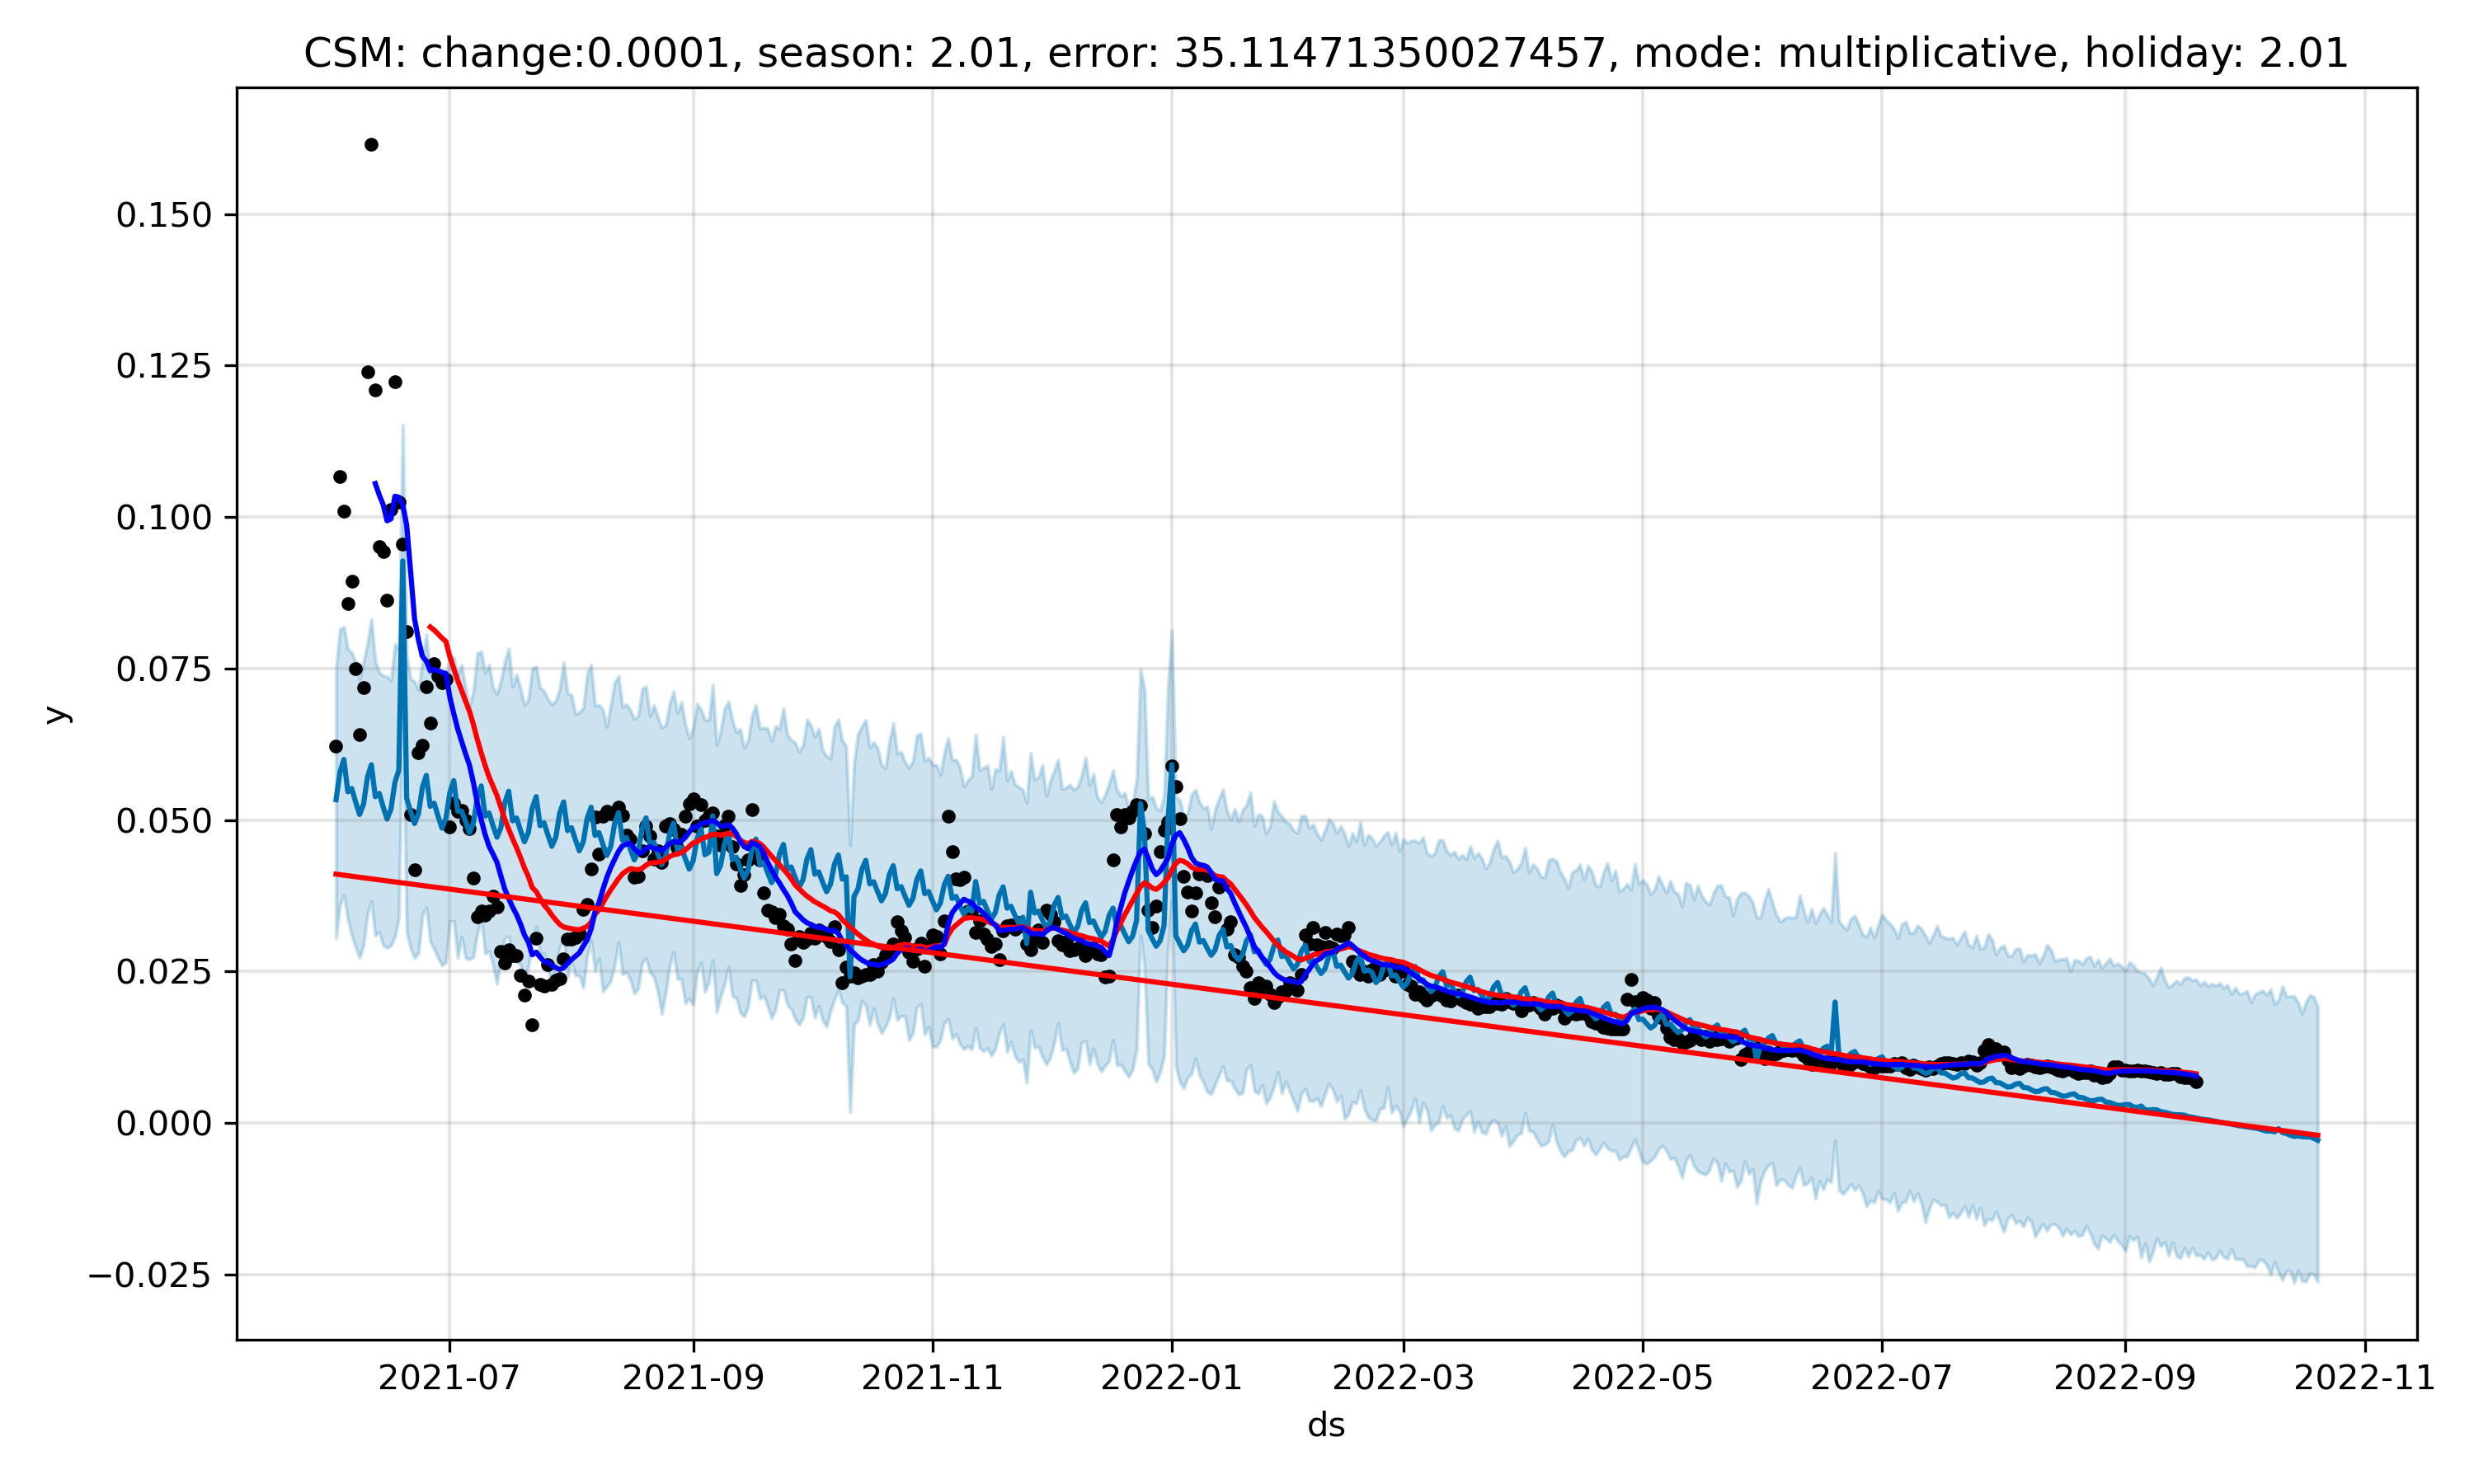 CSM: change:0.0001, season: 2.01, error: 35.11471350027457, mode: multiplicative, holiday: 2.01
0.150
0.125
0.100
0.075
0.050
0.025
0.000
−0.025
y
2021-07 2021-09 2021-11 2022-01 2022-03 2022-05 2022-07 2022-09 2022-11
ds